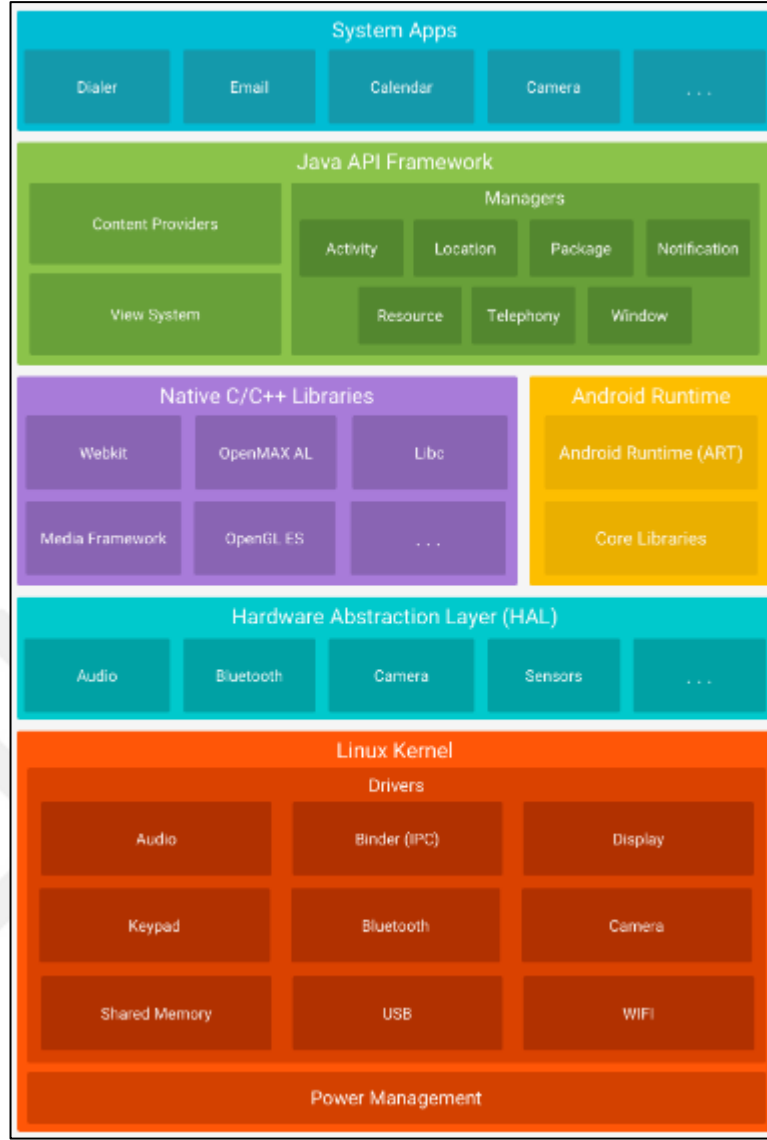 System Apps
Dialer Email Calendar Camera . . .
Java API Framework
Content Providers
View System
Managers
Activity Location Package Notification
Resource Telephony Window
Native C/C++ Libraries
Webkit OpenMAX AL Libc
Media Framework OpenGL ES . . .
Android Runtime
Android Runtime (ART)
Core Libraries
Hardware Abstraction Layer (HAL)
Audio Bluetooth Camera Sensors . . .
Linux Kernel
Drivers
Audio Binder (IPC) Display
Keypad Bluetooth Camera
Shared Memory USB WIFI
Power Management